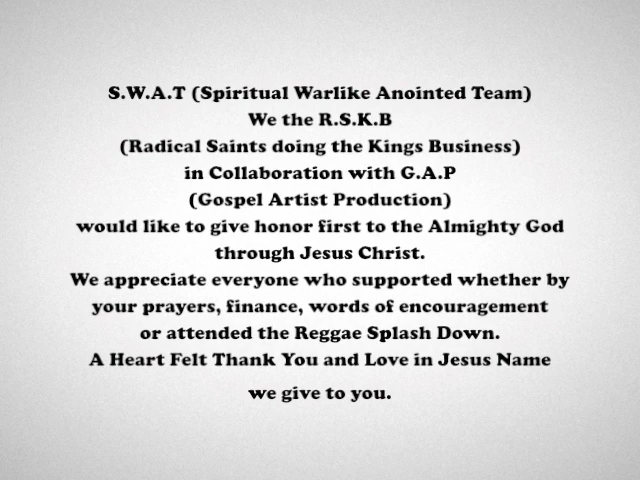 S.W.A.T (Spiritual Warlike Anointed Team)
We the R.S.K.B
(Radical Saints doing the Kings Business)
in Collaboration with G.A.P
(Gospel Artist Production)
would like to give honor first to the Almighty God
through Jesus Christ.
We appreciate everyone who supported whether by
your prayers, finance, words of encouragement
or attended the Reggae Splash Down.
A Heart Felt Thank You and Love in Jesus Name
we give to you.